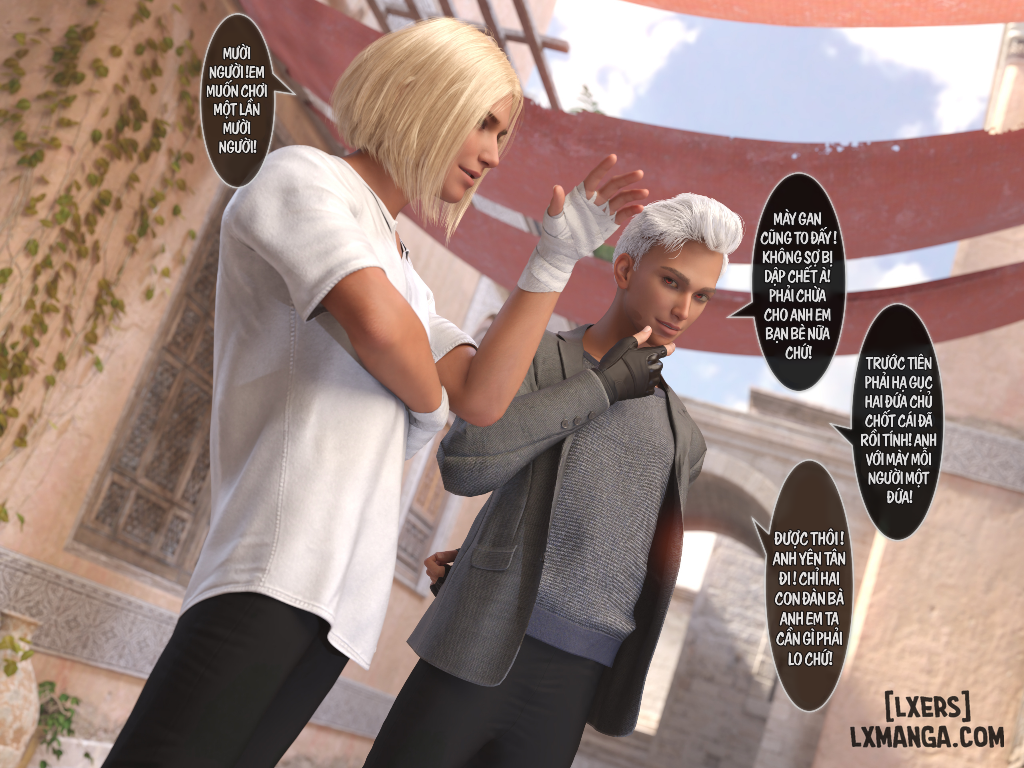 MƯỜI
NGƯỜI !EM
MUỐN CHƠI
MỘT LẦN
MƯỜI
NGƯỜI!
MÀY GAN
CŨNG TO ĐẤY !
KHÔNG SỢ BỊ
DẬP CHẾT À!
PHẢI CHỪA
CHO ANH EM
BẠN BÈ NỮA
CHỨ!
TRƯỚC TIÊN
PHẢI HẠ GỤC
HAI ĐỨA CHỦ
CHỐT CÁI ĐÃ
RỒI TÍNH! ANH
VỚI MÀY MỖI
NGƯỜI MỘT
ĐỨA!
ĐƯỢC THÔI !
ANH YÊN TÂN
ĐI ! CHỈ HAI
CON ĐÀN BÀ
ANH EM TA
CẦN GÌ PHẢI
LO CHỨ!
[LXERS]
LXMANGA.COM